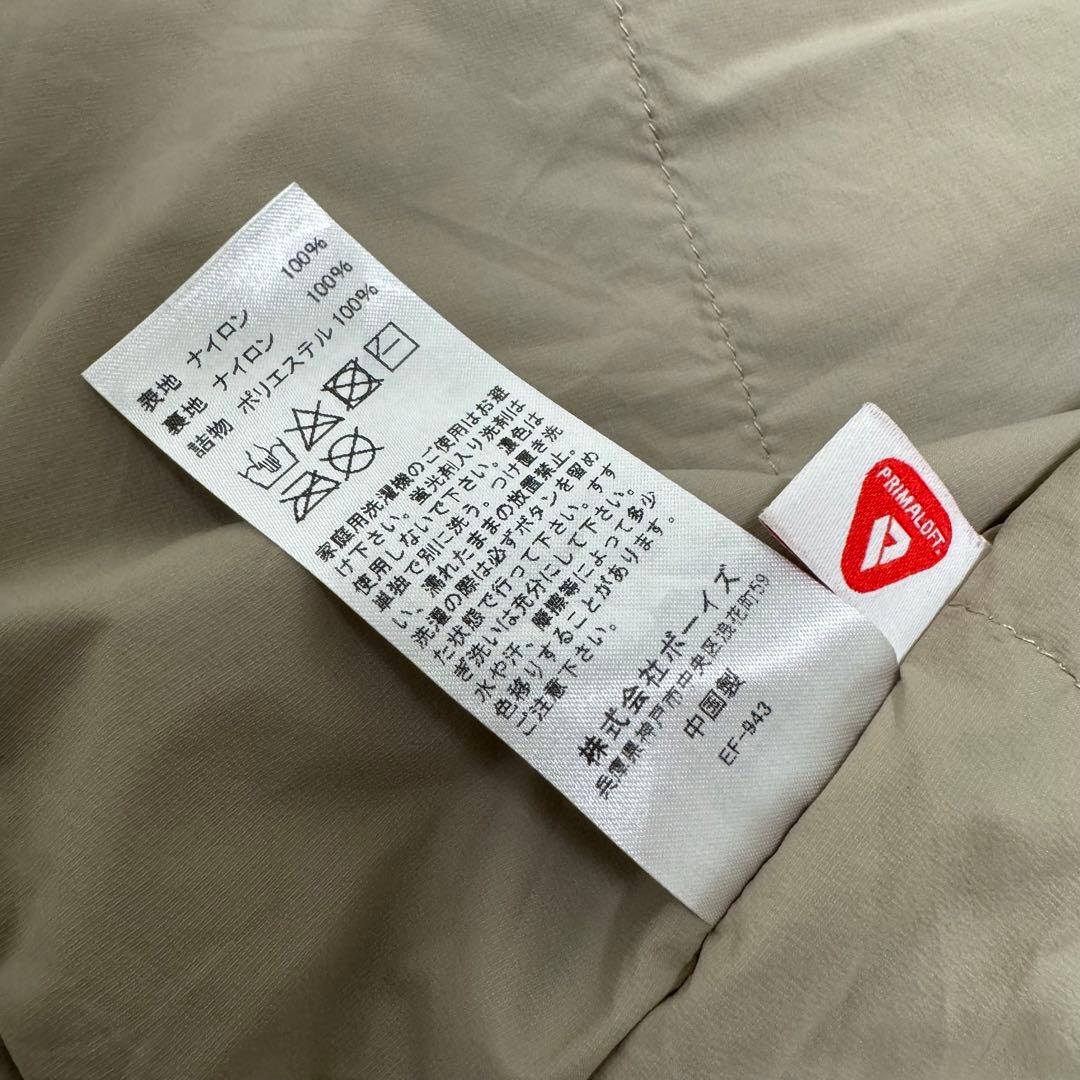 表地 ナイロン 100%
裏地 ナイロン 100%
詰物 ポリエステル 100%
家庭用洗濯機のご使用はお避
け下さい。蛍光剤入り洗剤は
使用しないで下さい。濃色は
単独で別に洗う。つけ置き洗
い、濡れたままの放置禁止。
洗濯の際は必ずボタンを留め
た状態で行って下さい。すす
ぎ洗いは充分にして下さい。
水や汗、摩擦等によって多少
色移りすることがあります。
ご注意下さい。
株式会社ボーイズ
兵庫県神戸市中央区浪花町59
中国製
EF-943
PRIMALOFT®